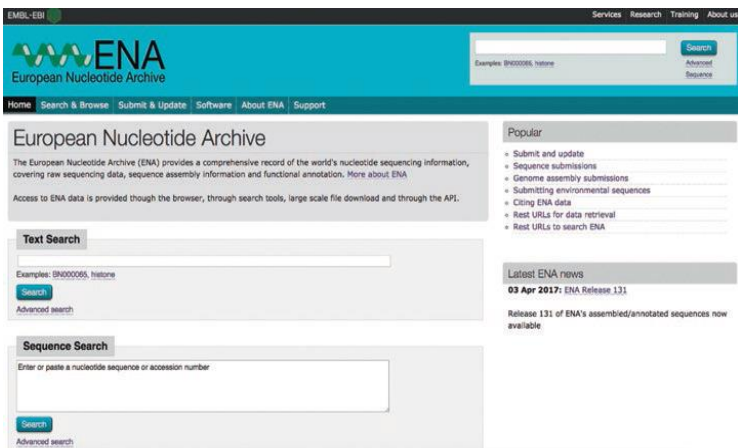 EMBL-EBI
Services Research Training About us
ENA
European Nucleotide Archive
Search
Examples: BN000065, histone
Advanced
Sequence
Home Search & Browse Submit & Update Software About ENA Support
European Nucleotide Archive
The European Nucleotide Archive (ENA) provides a comprehensive record of the world's nucleotide sequencing information,
covering raw sequencing data, sequence assembly information and functional annotation. More about ENA
Access to ENA data is provided though the browser, through search tools, large scale file download and through the API.
Text Search
Examples: BN000065, histone
Search
Advanced search
Sequence Search
Enter or paste a nucleotide sequence or accession number
Search
Advanced search
Popular
Submit and update
Sequence submissions
Genome assembly submissions
Submitting environmental sequences
Citing ENA data
Rest URLs for data retrieval
Rest URLs to search ENA
Latest ENA news
03 Apr 2017: ENA Release 131
Release 131 of ENA's assembled/annotated sequences now
available